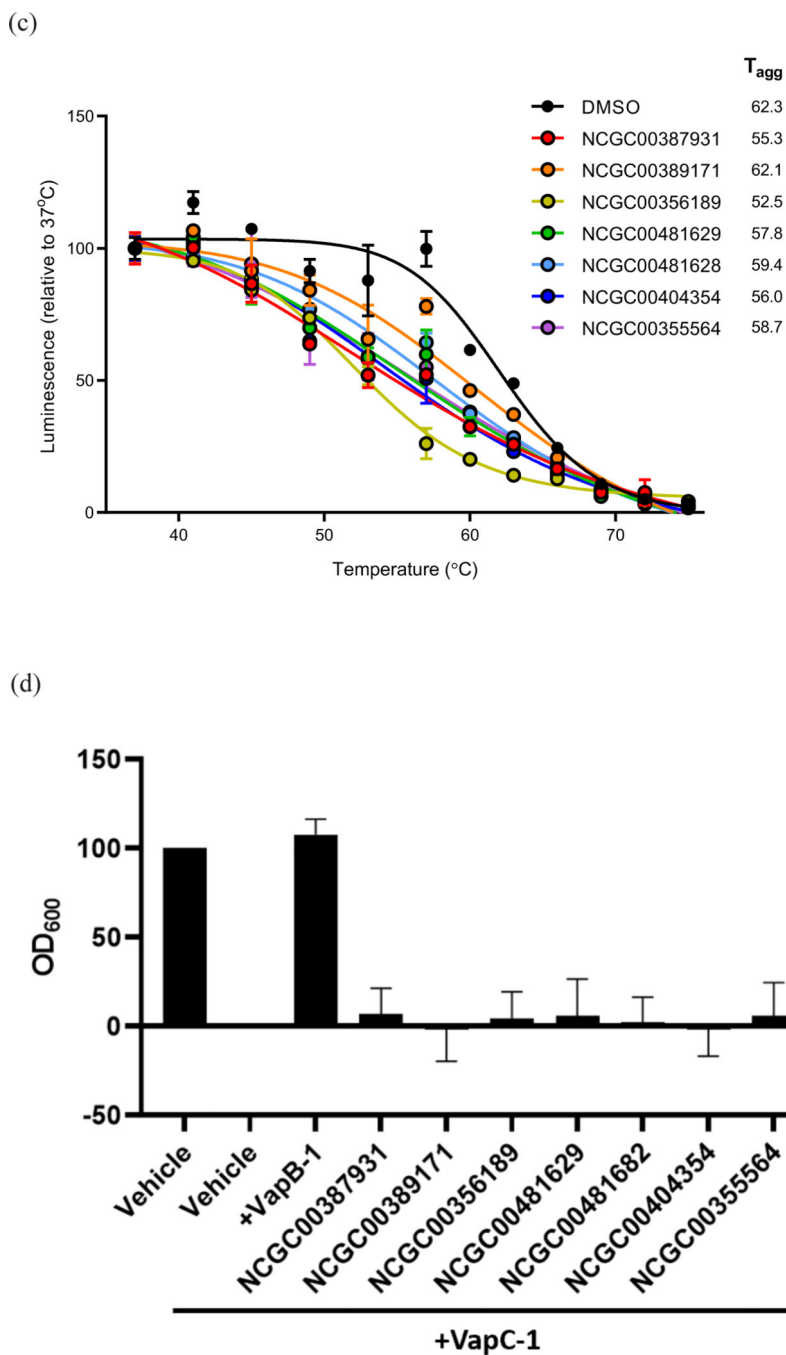 (c)
T agg
DMSO 62.3
NCGC00387931 55.3
NCGC00389171 62.1
NCGC00356189 52.5
NCGC00481629 57.8
NCGC00481628 59.4
NCGC00404354 56.0
NCGC00355564 58.7
150
100
50
0
Luminescence (relative to 37°C)
40 50 60 70
Temperature (°C)
(d)
150
100
50
0
-50
OD600
Vehicle
Vehicle
+VapB-1
NCGC00387931
NCGC00389171
NCGC00356189
NCGC00481629
NCGC00481682
NCGC00404354
NCGC00355564
+VapC-1